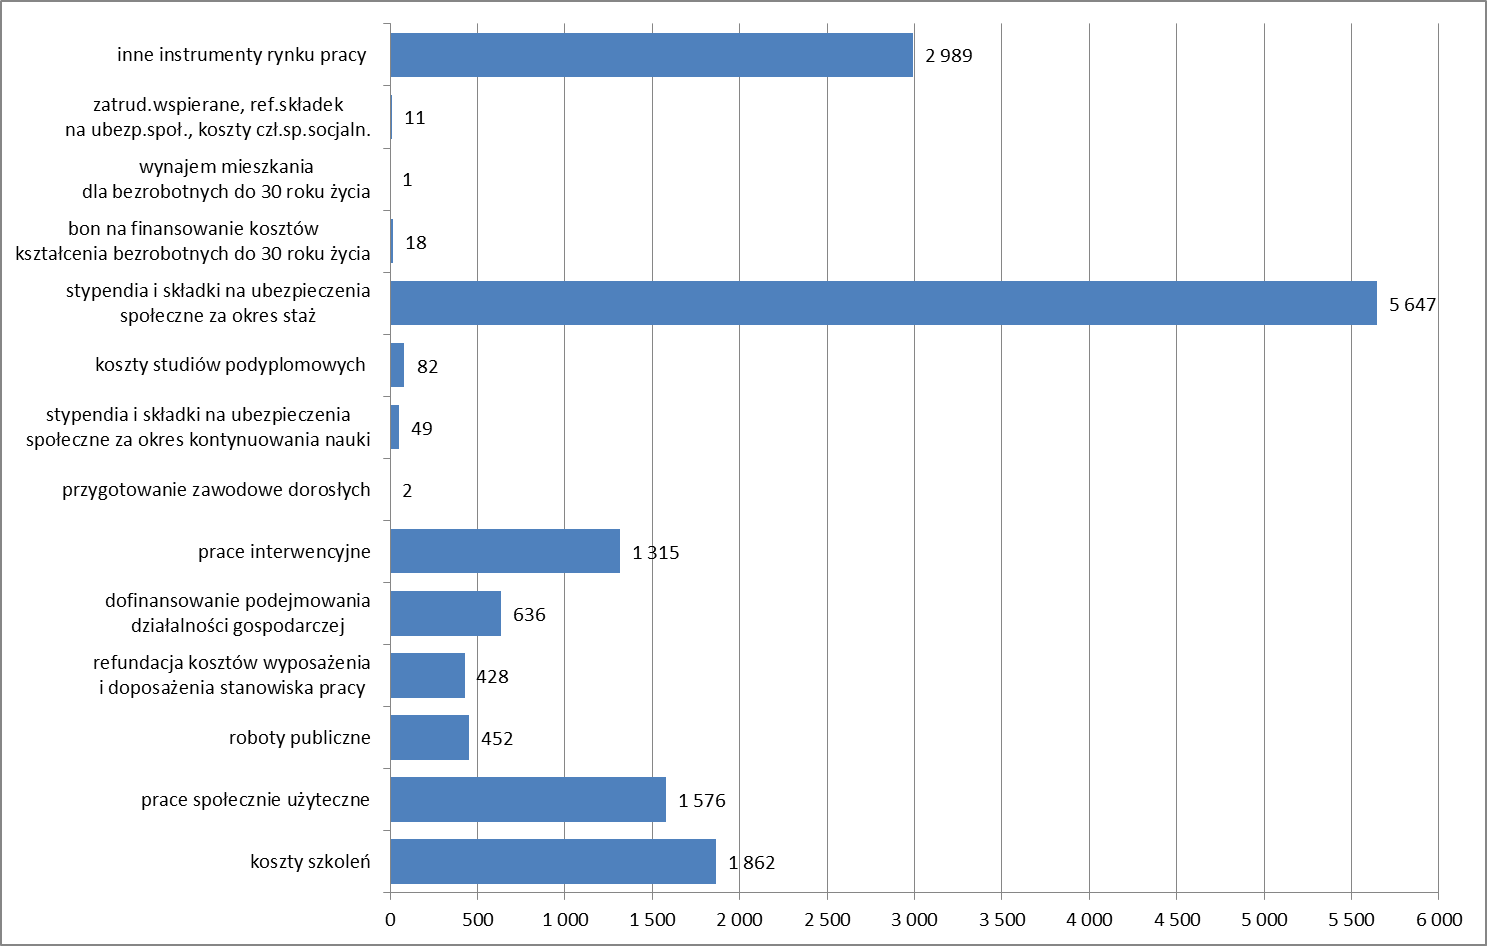 inne instrumenty rynku pracy
2 989
zatrud.wspierane, ref.składek
na ubezp.społ., koszty czł.sp.socjaln.
11
wynajem mieszkania
dla bezrobotnych do 30 roku życia
1
bon na finansowanie kosztów
kształcenia bezrobotnych do 30 roku życia
18
stypendia i składki na ubezpieczenia
społeczne za okres staż
5 647
koszty studiów podyplomowych
82
stypendia i składki na ubezpieczenia
społeczne za okres kontynuowania nauki
49
przygotowanie zawodowe dorosłych
2
prace interwencyjne
1 315
dofinansowanie podejmowania
działalności gospodarczej
636
refundacja kosztów wyposażenia
i doposażenia stanowiska pracy
428
roboty publiczne
452
prace społecznie użyteczne
1 576
koszty szkoleń
1 862
0 500 1 000 1 500 2 000 2 500 3 000 3 500 4 000 4 500 5 000 5 500 6 000